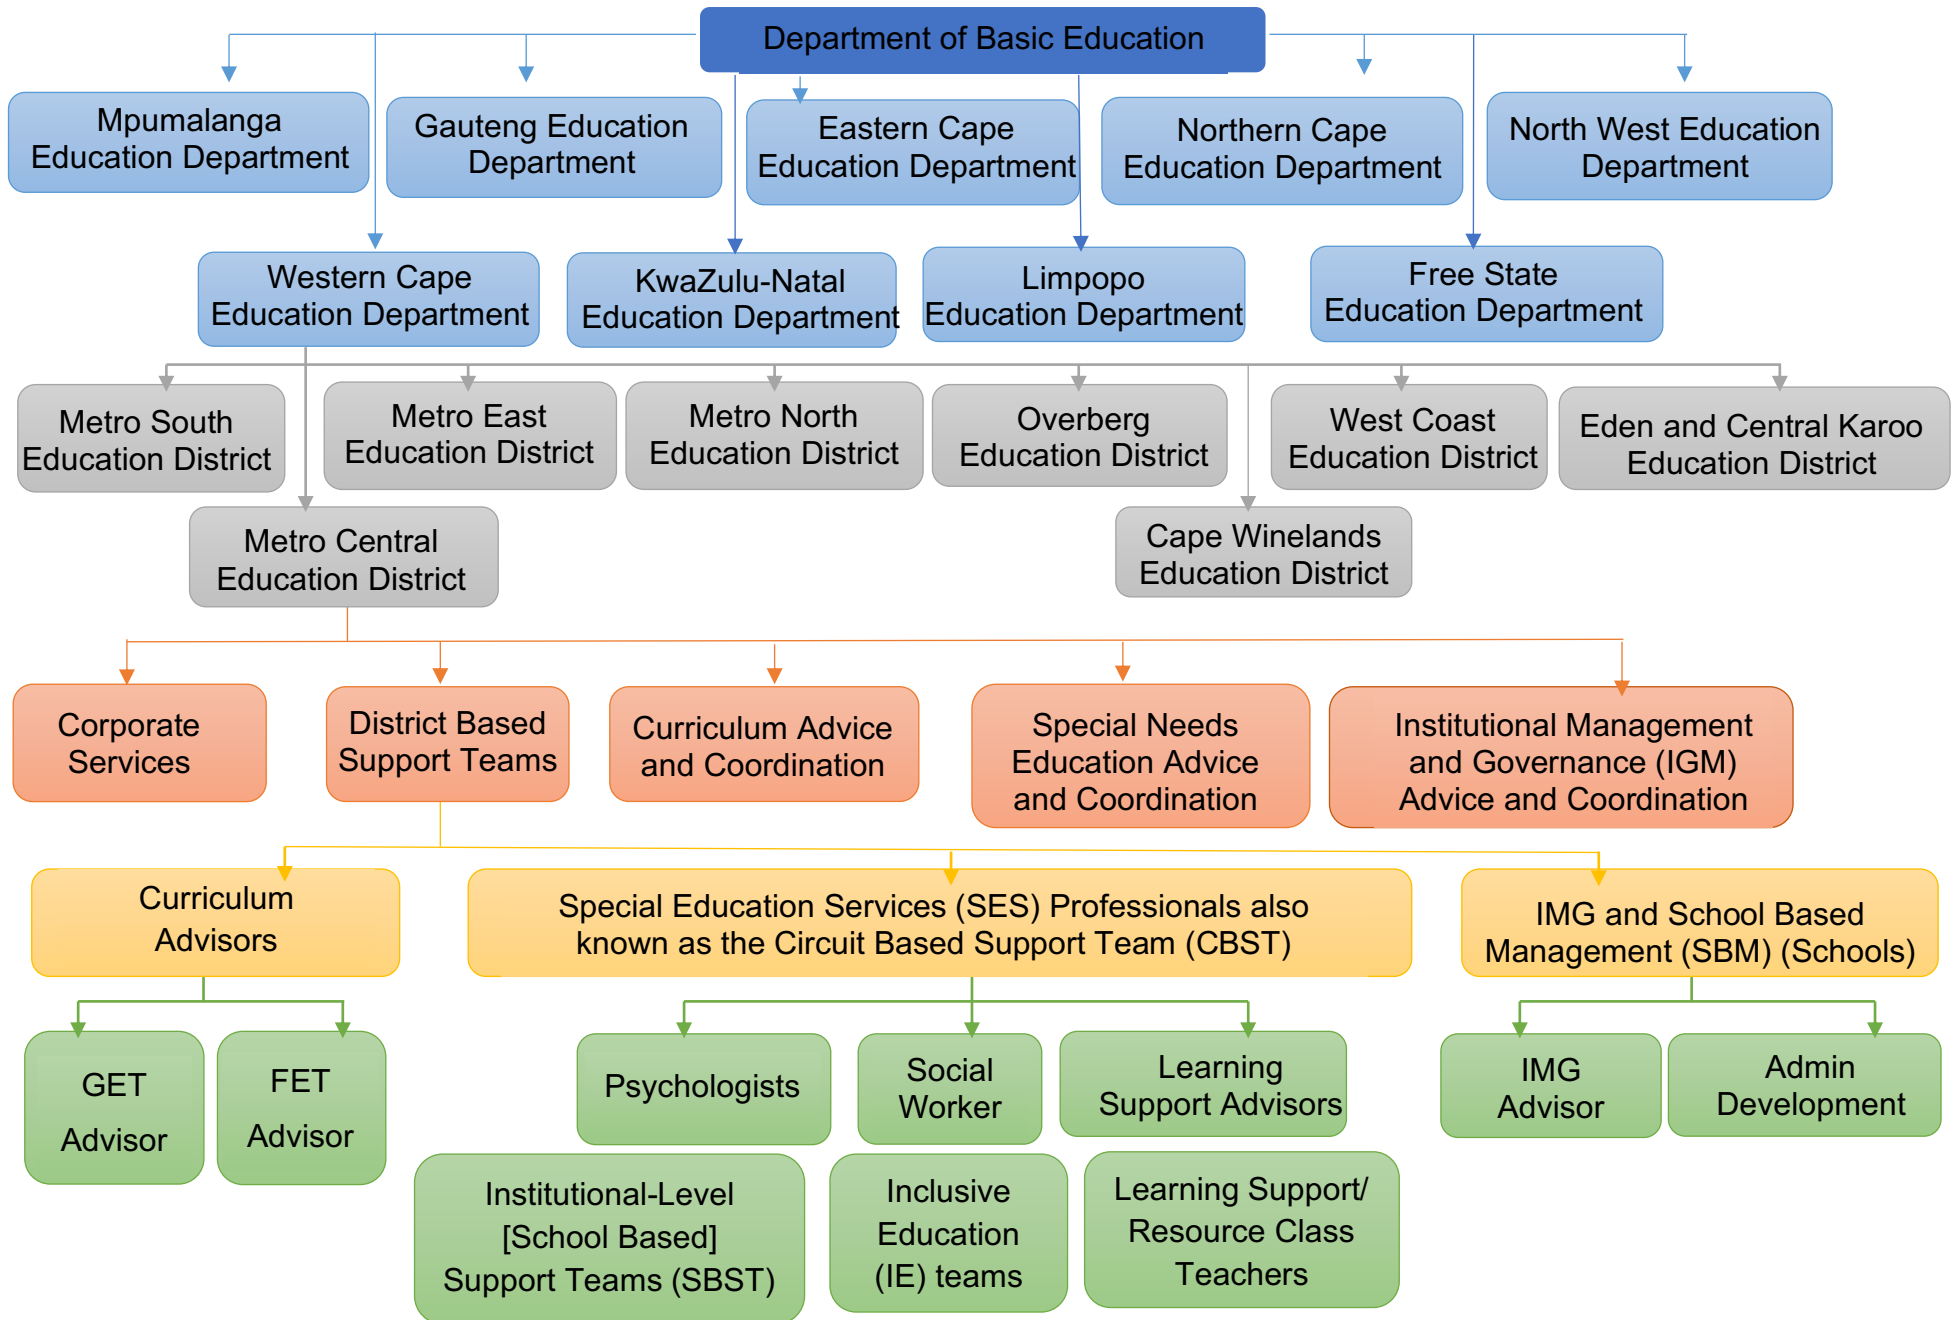 Department of Basic Education
Mpumalanga
Education Department
Gauteng Education
Department
Eastern Cape
Education Department
Northern Cape
Education Department
North West Education
Department
Western Cape
Education Department
KwaZulu-Natal
Education Department
Limpopo
Education Department
Free State
Education Department
Metro South
Education District
Metro East
Education District
Metro North
Education District
Overberg
Education District
West Coast
Education District
Eden and Central Karoo
Education District
Metro Central
Education District
Cape Winelands
Education District
Corporate
Services
District Based
Support Teams
Curriculum Advice
and Coordination
Special Needs
Education Advice
and Coordination
Institutional Management
and Governance (IGM)
Advice and Coordination
Curriculum
Advisors
Special Education Services (SES) Professionals also
known as the Circuit Based Support Team (CBST)
IMG and School Based
Management (SBM) (Schools)
GET
Advisor
FET
Advisor
Psychologists
Social
Worker
Learning
Support Advisors
IMG
Advisor
Admin
Development
Institutional-Level
[School Based]
Support Teams (SBST)
Inclusive
Education
(IE) teams
Learning Support/
Resource Class
Teachers